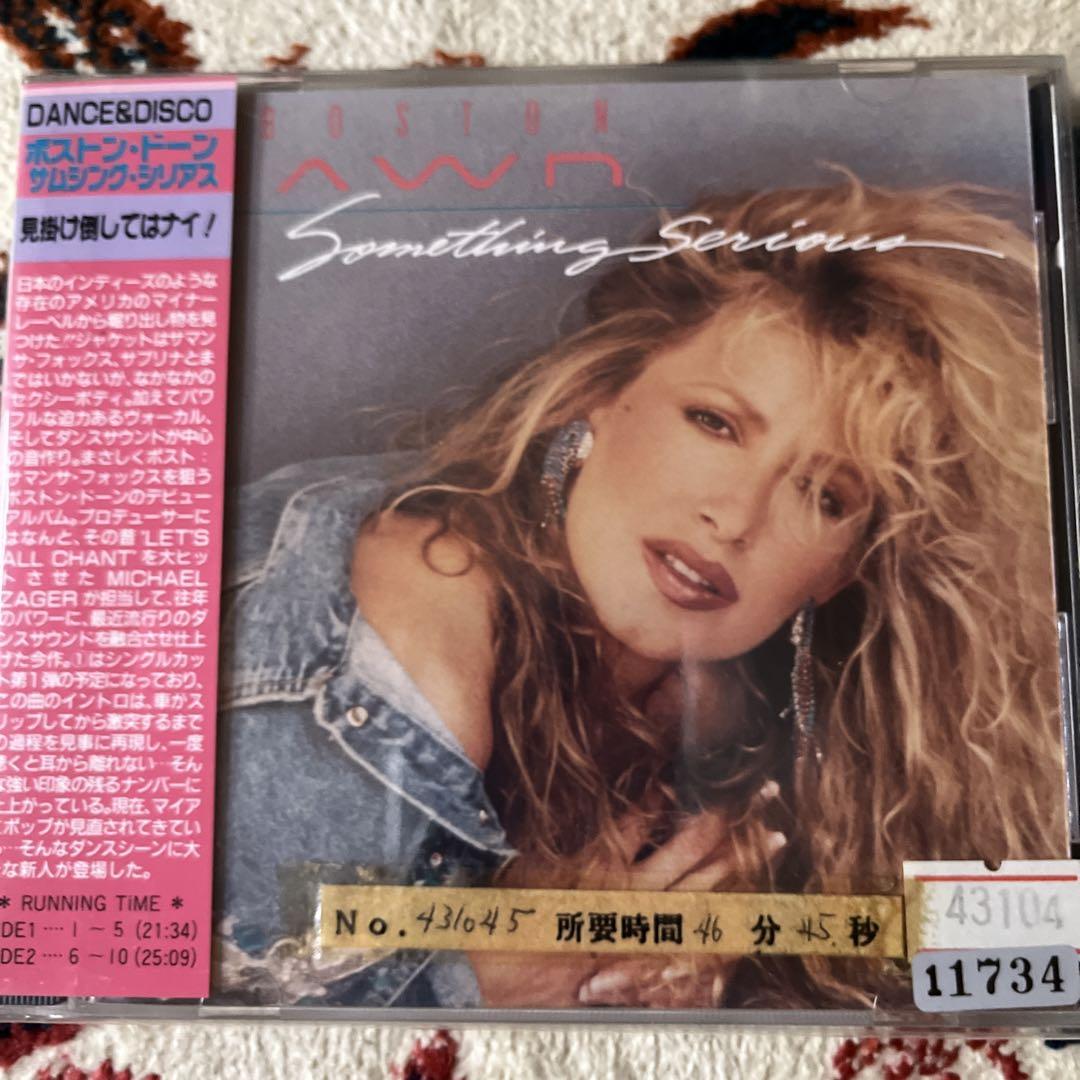 DANCE&DISCO
ボストン・ドーン
サムシング・シリアス
見掛け倒してはナイ!
日本のインディーズのような
存在のアメリカのマイナー
レーベルから堀り出し物を見
つけた!!ジャケットはサマン
サ・フォックス、サブリナとま
ではいかないが、なかなかの
セクシーボディ。加えてパワ
フルな迫力あるヴォーカル、
そしてダンスサウンドが中心
の音作り。まさしくポスト:
サマンサ・フォックスを狙う
ボストン・ドーンのデビュー
アルバム。プロデューサーに
はなんと、その昔"LET'S
ALL CHANT"を大ヒッ
トさせたMICHAEL
ZAGERが担当して、往年
のパワーに、最近流行りのダ
ンスサウンドを融合させ仕上
げた今作。①はシングルカッ
ト第1弾の予定になっており、
この曲のイントロは、車がス
リップしてから激突するまで
の過程を見事に再現し、一度
聴くと耳から離れない…そん
な強い印象の残るナンバーに
仕上がっている。現在、マイア
ミポップが見直されてきてい
…そんなダンスシーンに大
な新人が登場した。
* RUNNING TiME *
DE1 ···· 1 ~ 5 (21:34)
DE2 ···· 6 ~10 (25:09)
BOSTON
AWN
Something Serious
No. 431045 所要時間 46 分 45 秒
43104
11734